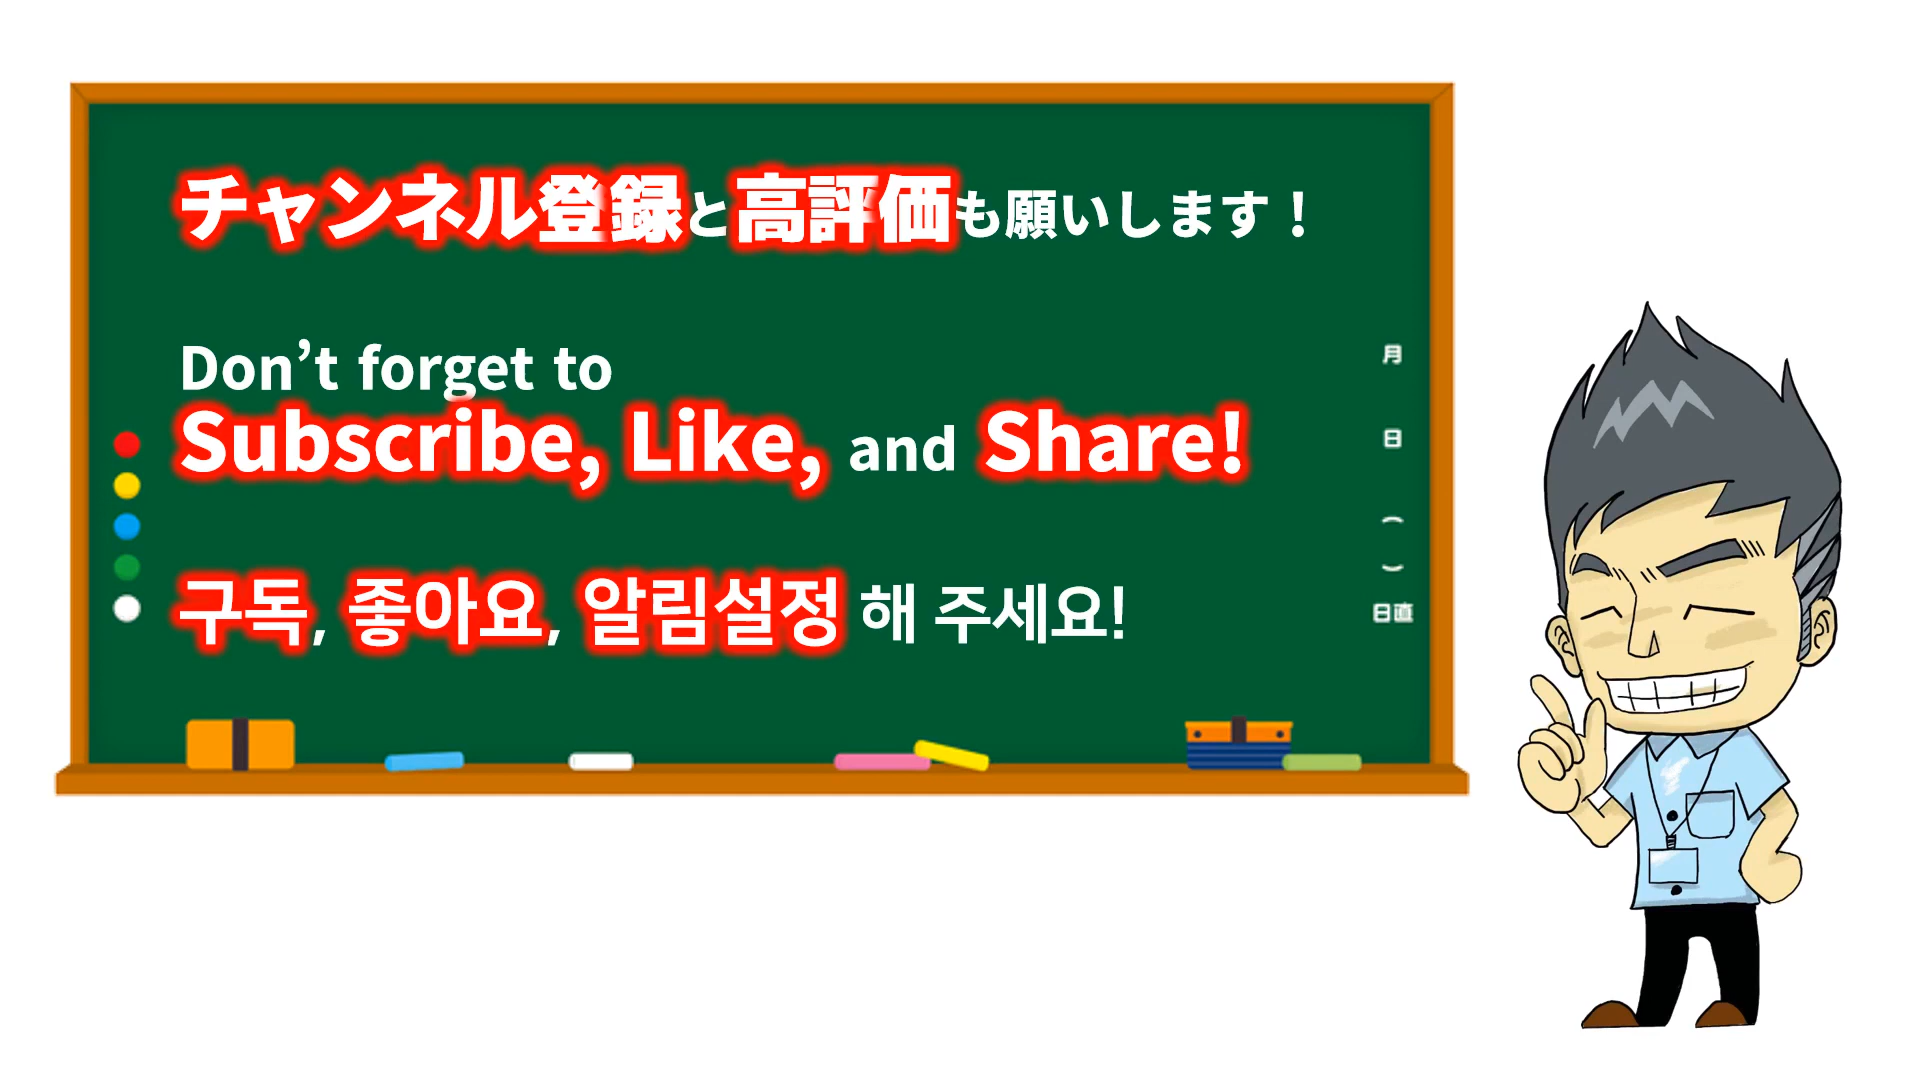 チャンネル登録と高評価も願いします！
Don’t forget to
Subscribe, Like, and Share!
구독, 좋아요, 알림설정 해 주세요!
月
日
（
）
日直